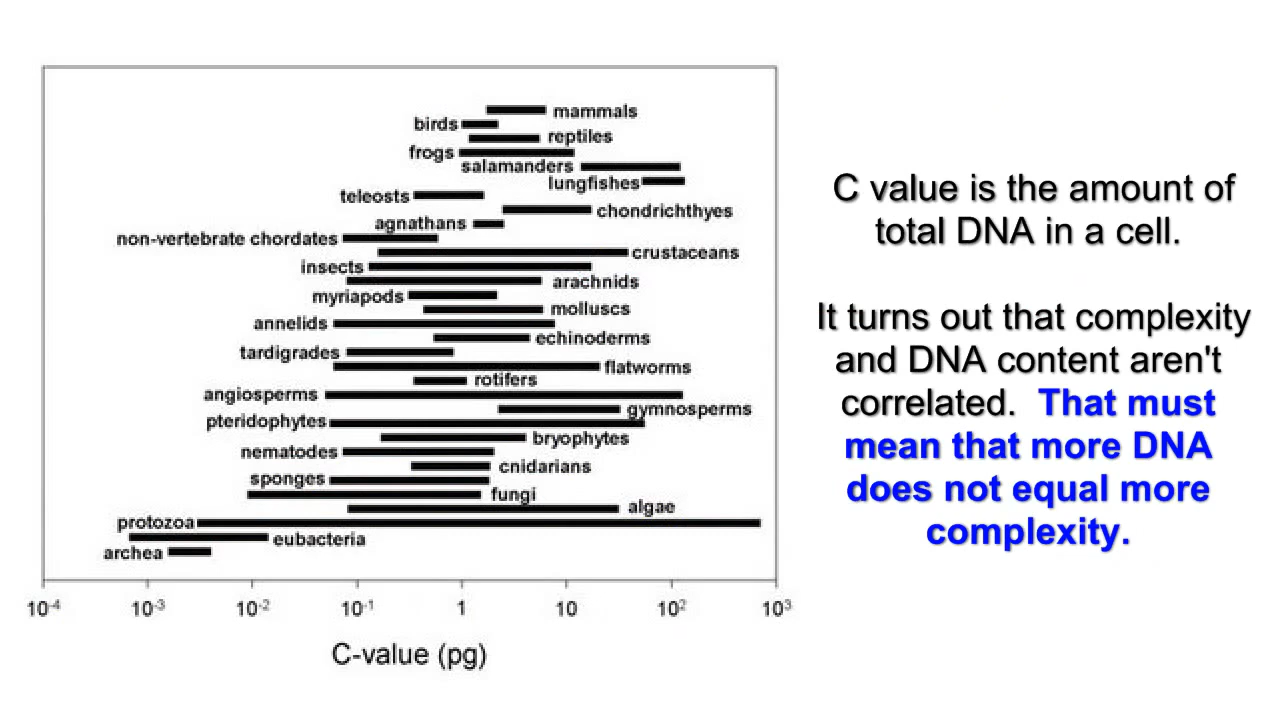 mammals
birds
reptiles
frogs
salamanders
lungfishes
teleosts
chondrichthyes
agnathans
non-vertebrate chordates
crustaceans
insects
arachnids
myriapods
molluscs
annelids
echinoderms
tardigrades
flatworms
rotifers
angiosperms
gymnosperms
pteridophytes
bryophytes
nematodes
cnidarians
sponges
fungi
algae
protozoa
eubacteria
archea
10-4 10-3 10-2 10-1 1 10 102 103
C-value (pg)
C value is the amount of
total DNA in a cell.
It turns out that complexity
and DNA content aren't
correlated. That must
mean that more DNA
does not equal more
complexity.